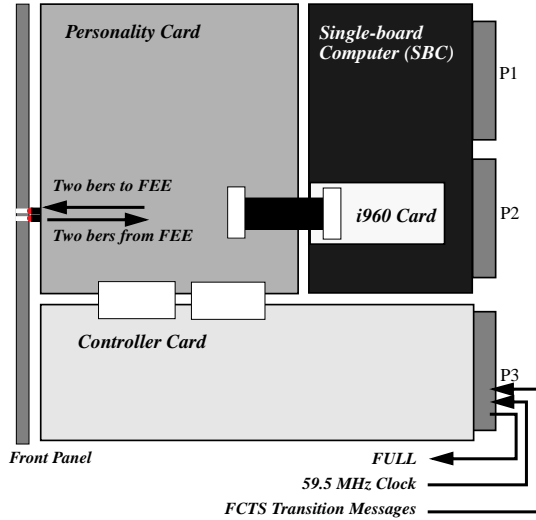 Personality Card
Single-board
Computer (SBC)
P1
Two bers to FEE
P2
i960 Card
Two bers from FEE
Controller Card
P3
Front Panel
FULL
59.5 MHz Clock
FCTS Transition Messages